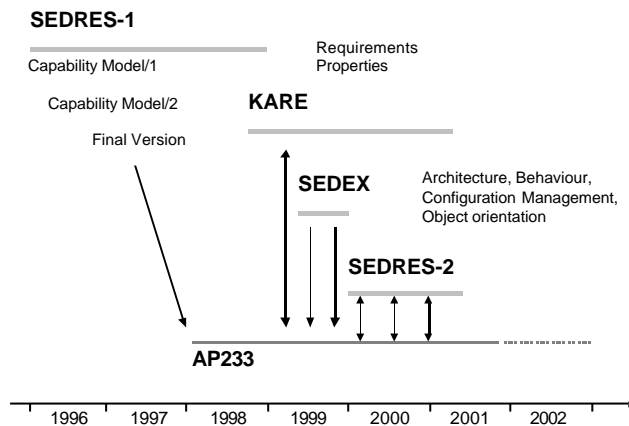 SEDRES-1
Requirements
Properties
Capability Model/1
Capability Model/2
KARE
Final Version
SEDEX
Architecture, Behaviour,
Configuration Management,
Object orientation
SEDRES-2
AP233
1996 1997 1998 1999 2000 2001 2002